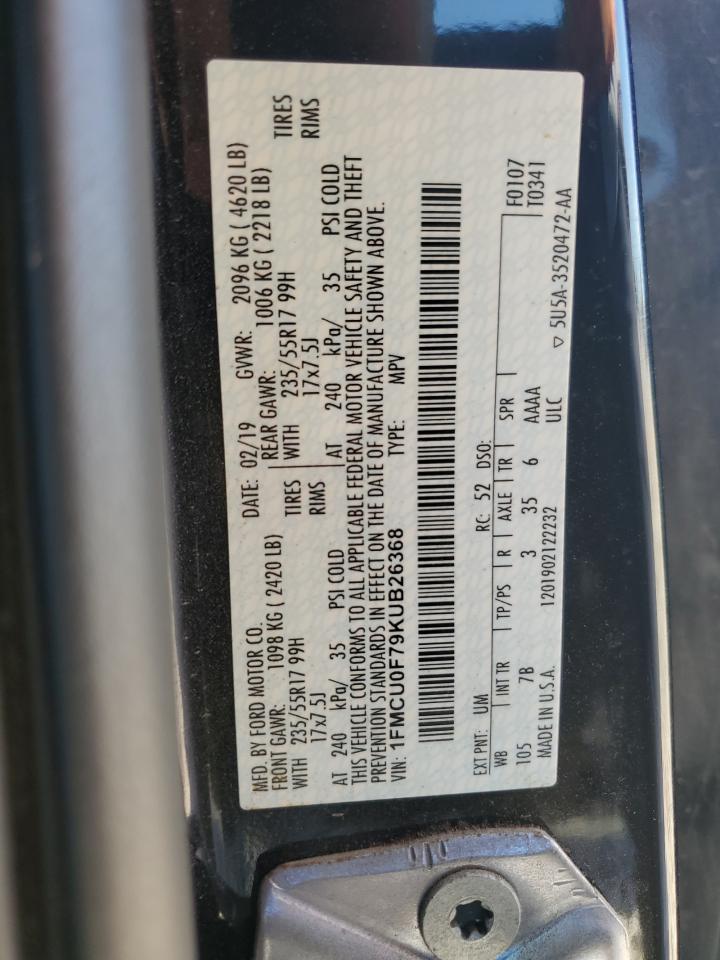 MFD. BY FORD MOTOR CO.
DATE: 02/19 GVWR: 2096 KG ( 4620 LB)
FRONT GAWR: 1098 KG ( 2420 LB) REAR GAWR: 1006 KG ( 2218 LB)
WITH 235/55R17 99H TIRES WITH 235/55R17 99H TIRES
17x7.5J RIMS 17x7.5J RIMS
AT 240 kPa/ 35 PSI COLD AT 240 kPa/ 35 PSI COLD
THIS VEHICLE CONFORMS TO ALL APPLICABLE FEDERAL MOTOR VEHICLE SAFETY AND THEFT
PREVENTION STANDARDS IN EFFECT ON THE DATE OF MANUFACTURE SHOWN ABOVE.
VIN: 1FMCU0F79KUB26368 TYPE: MPV
EXT PNT: UM RC: 52 DSO: F0107
WB INT TR TP/PS R AXLE TR SPR T0341
105 7B 3 35 6 AAAA
MADE IN U.S.A. 1201902122232 ULC ▽ 5U5A-3520472-AA